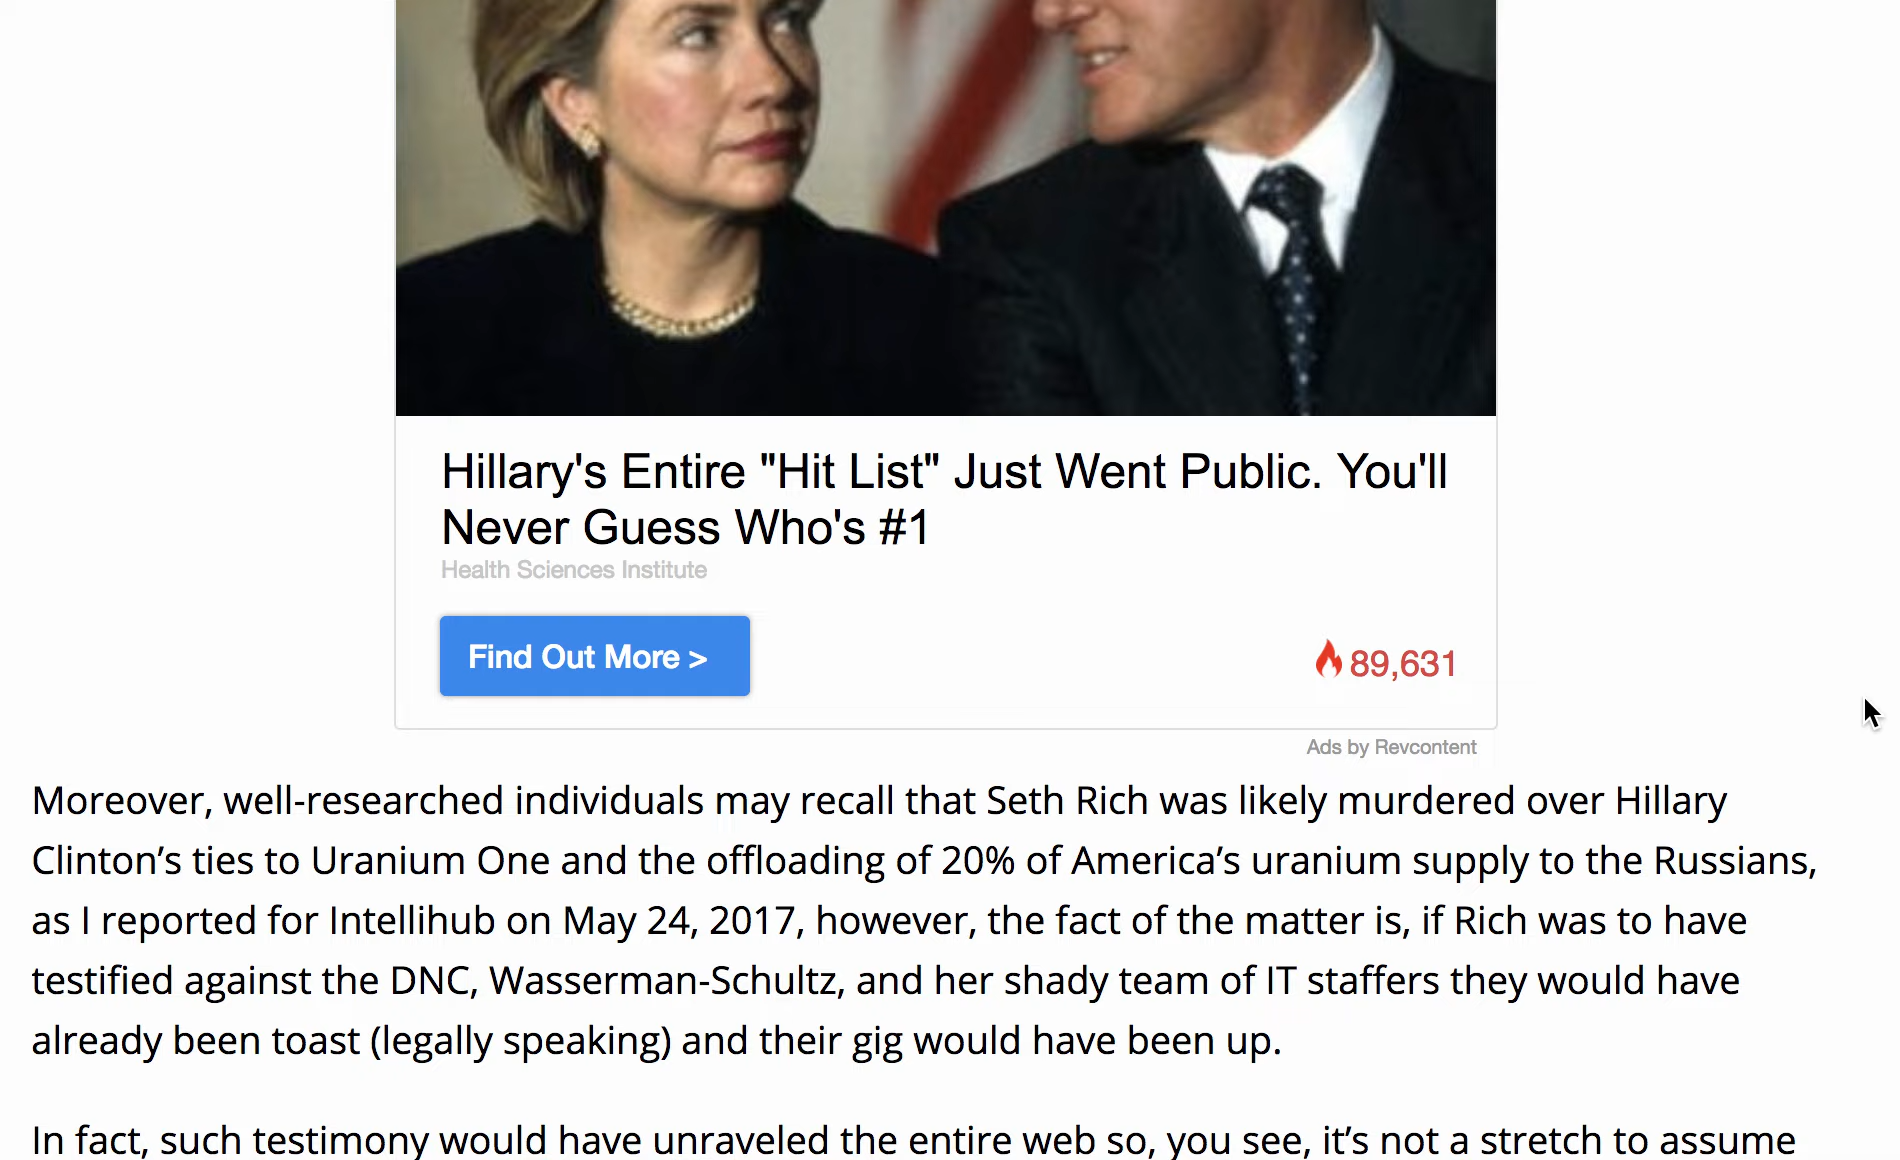 Hillary's Entire "Hit List" Just Went Public. You'll
Never Guess Who's #1
Health Sciences Institute
Find Out More >
89,631
Ads by Revcontent
Moreover, well-researched individuals may recall that Seth Rich was likely murdered over Hillary
Clinton’s ties to Uranium One and the offloading of 20% of America’s uranium supply to the Russians,
as I reported for Intellihub on May 24, 2017, however, the fact of the matter is, if Rich was to have
testified against the DNC, Wasserman-Schultz, and her shady team of IT staffers they would have
already been toast (legally speaking) and their gig would have been up.
In fact, such testimony would have unraveled the entire web so, you see, it’s not a stretch to assume